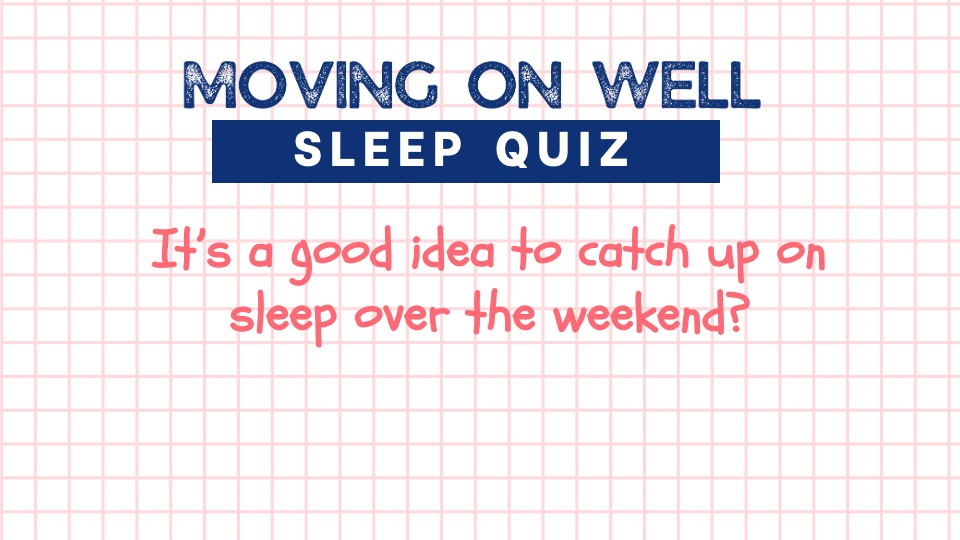 MOVING ON WELL
SLEEP QUIZ
It's a good idea to catch up on
sleep over the weekend?